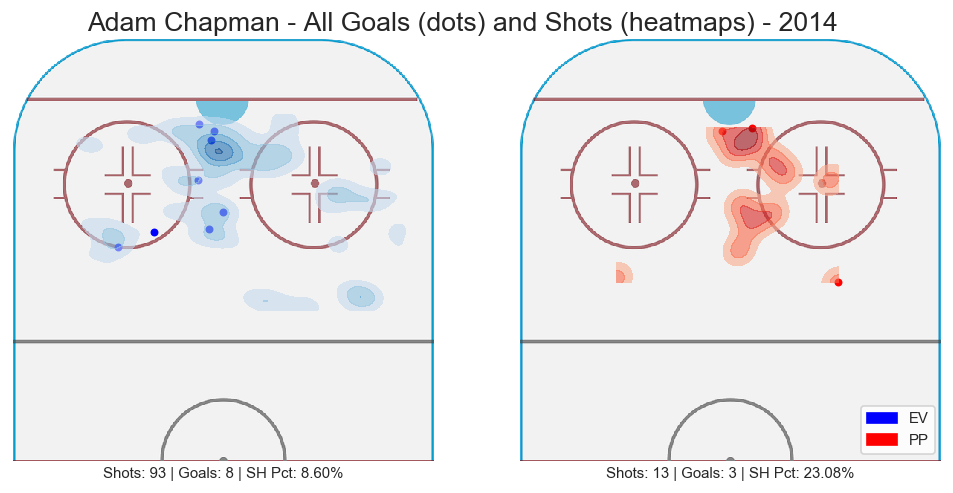 Adam Chapman - All Goals (dots) and Shots (heatmaps) - 2014
EV
PP
Shots: 93 | Goals: 8 | SH Pct: 8.60%
Shots: 13 | Goals: 3 | SH Pct: 23.08%